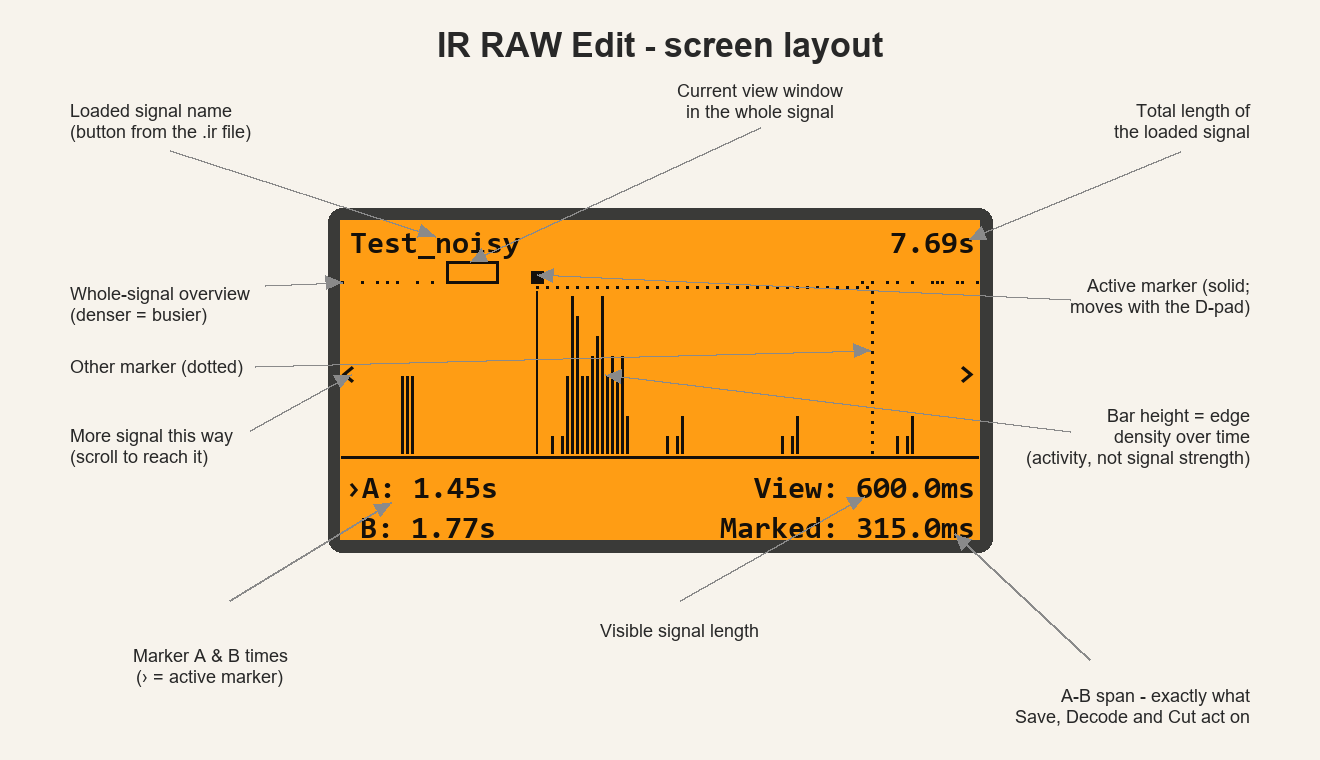 IR RAW Edit - screen layout
Loaded signal name
(button from the .ir file)
Current view window
in the whole signal
Total length of
the loaded signal
Test_noisy
7.69s
Whole-signal overview
(denser = busier)
Active marker (solid;
moves with the D-pad)
Other marker (dotted)
More signal this way
(scroll to reach it)
Bar height = edge
density over time
(activity, not signal strength)
<
>
›A: 1.45s
View: 600.0ms
B: 1.77s
Marked: 315.0ms
Visible signal length
Marker A & B times
(› = active marker)
A-B span - exactly what
Save, Decode and Cut act on